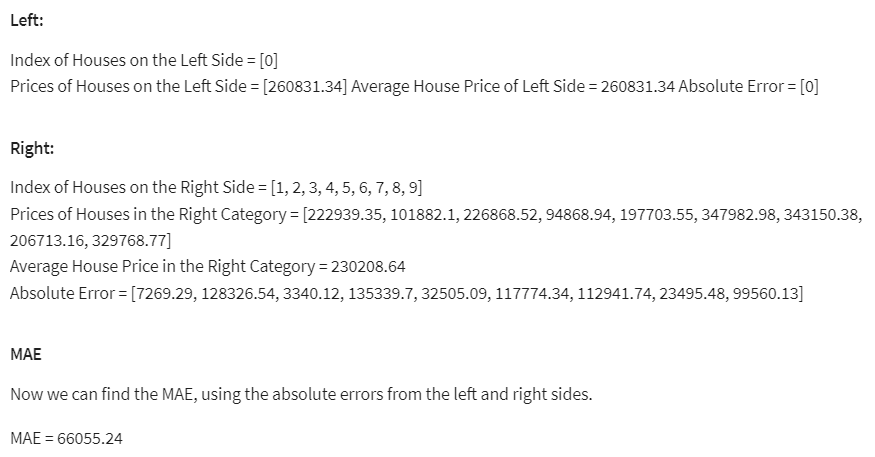 Left:
Index of Houses on the Left Side = [0]
Prices of Houses on the Left Side = [260831.34] Average House Price of Left Side = 260831.34 Absolute Error = [0]
Right:
Index of Houses on the Right Side = [1, 2, 3, 4, 5, 6, 7, 8, 9]
Prices of Houses in the Right Category = [222939.35, 101882.1, 226868.52, 94868.94, 197703.55, 347982.98, 343150.38,
206713.16, 329768.77]
Average House Price in the Right Category = 230208.64
Absolute Error = [7269.29, 128326.54, 3340.12, 135339.7, 32505.09, 117774.34, 112941.74, 23495.48, 99560.13]
MAE
Now we can find the MAE, using the absolute errors from the left and right sides.
MAE = 66055.24